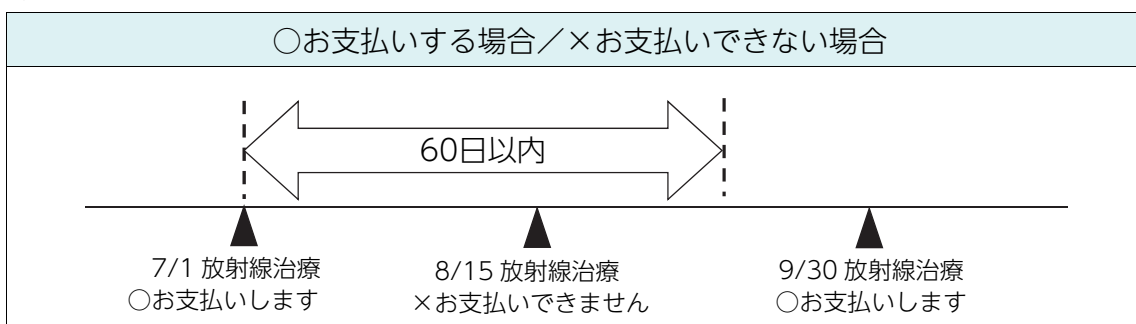 ○お支払いする場合／×お支払いできない場合
60日以内
7/1 放射線治療
○お支払いします
8/15 放射線治療
×お支払いできません
9/30 放射線治療
○お支払いします